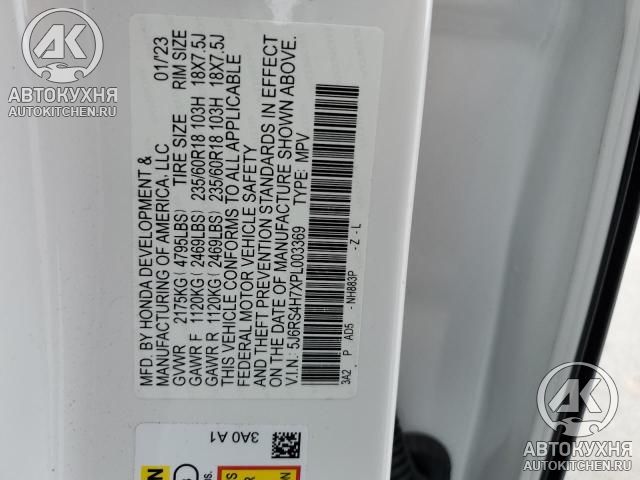 MFD. BY HONDA DEVELOPMENT &
MANUFACTURING OF AMERICA, LLC 01/23
GVWR 2175KG ( 4795LBS) TIRE SIZE RIM SIZE
GAWR F 1120KG ( 2469LBS) 235/60R18 103H 18X7.5J
GAWR R 1120KG ( 2469LBS) 235/60R18 103H 18X7.5J
THIS VEHICLE CONFORMS TO ALL APPLICABLE
FEDERAL MOTOR VEHICLE SAFETY
AND THEFT PREVENTION STANDARDS IN EFFECT
ON THE DATE OF MANUFACTURE SHOWN ABOVE.
V.I.N: 5J6RS4H7XPL003369 TYPE: MPV
3A2 P AD5 -NH883P -Z -L
3A0 A1
АВТОКУХНЯ
AUTOKITCHEN.RU
АВТОКУХНЯ
AUTOKITCHEN.RU